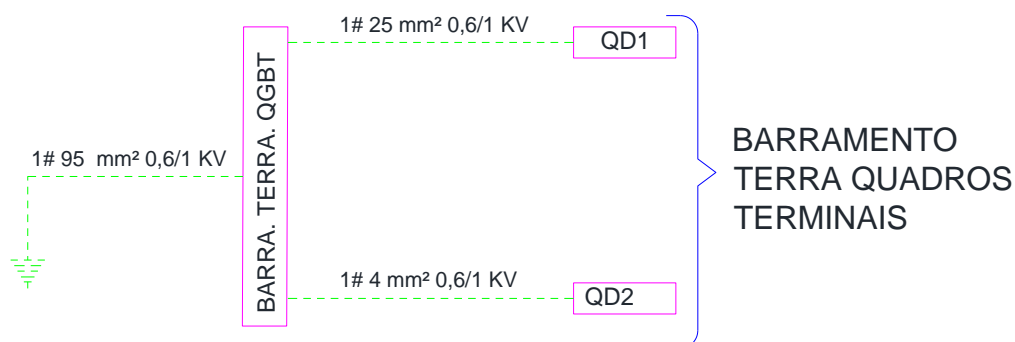 1# 25 mm² 0,6/1 KV
QD1
BARRA. TERRA. QGBT
1# 95 mm² 0,6/1 KV
BARRAMENTO
TERRA QUADROS
TERMINAIS
1# 4 mm² 0,6/1 KV
QD2